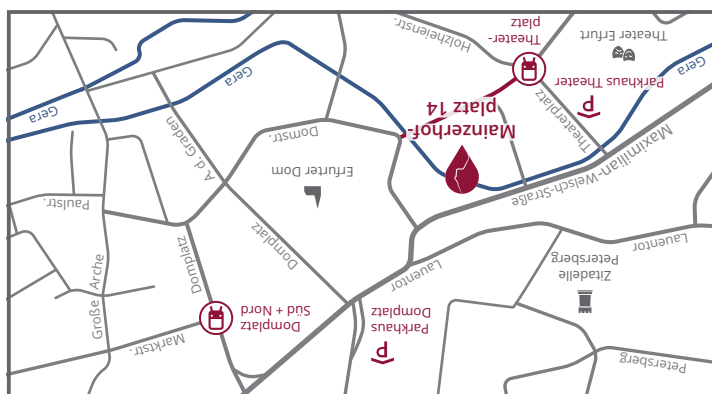 Petersberg
P
Parkhaus
Domplatz
Marktstr.
Domplatz
Süd + Nord
Zitadelle
Petersberg
Lauentor
Lauentor
Große Arche
Domplatz
Domplatz
Paulstr.
Maximilian-Welsch-Straße
Erfurter Dom
A. d. Graden
Domstr.
Mainzerhof-
platz 14
Theaterplatz
P
Parkhaus Theater
Gera
Gera
Gera
Theater Erfurt
Theater-
platz
Holzheienstr.